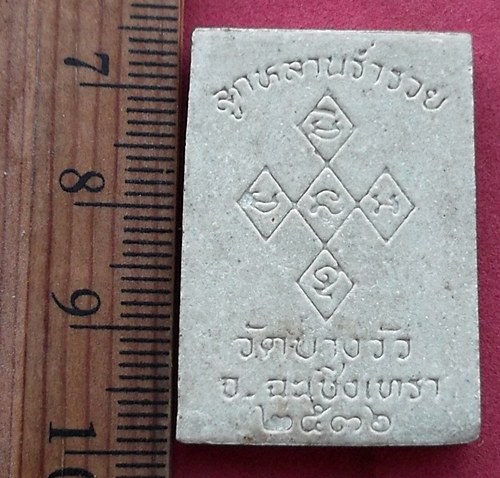 7
8
9
10
ลูกหลานร่ำรวย
วัดบางวัว
จ. ฉะเชิงเทรา
๒๕๓๖